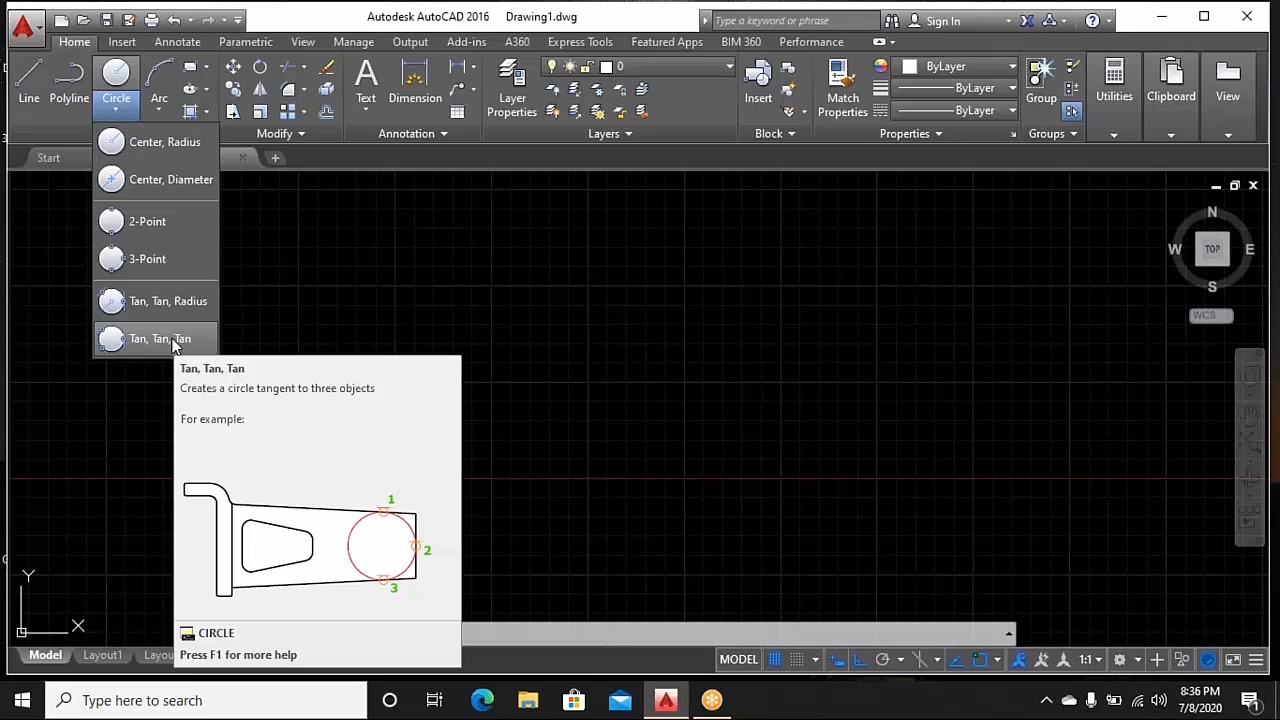 Autodesk AutoCAD 2016 Drawing1.dwg
Type a keyword or phrase
Sign In
Home Insert Annotate Parametric View Manage Output Add-ins A360 Express Tools Featured Apps BIM 360 Performance
Line Polyline Circle Arc
Text Dimension
Layer
Properties
0
Insert
Match
Properties
ByLayer
ByLayer
ByLayer
Group Utilities Clipboard View
Modify Annotation Layers Block Properties Groups
Start
Center, Radius
Center, Diameter
2-Point
3-Point
Tan, Tan, Radius
Tan, Tan, Tan
Tan, Tan, Tan
Creates a circle tangent to three objects
For example:
1
2
3
CIRCLE
Press F1 for more help
N
W TOP E
S
WCS
Y
X
Model Layout1 Layou
MODEL 1:1
Type here to search
8:36 PM
7/8/2020
1